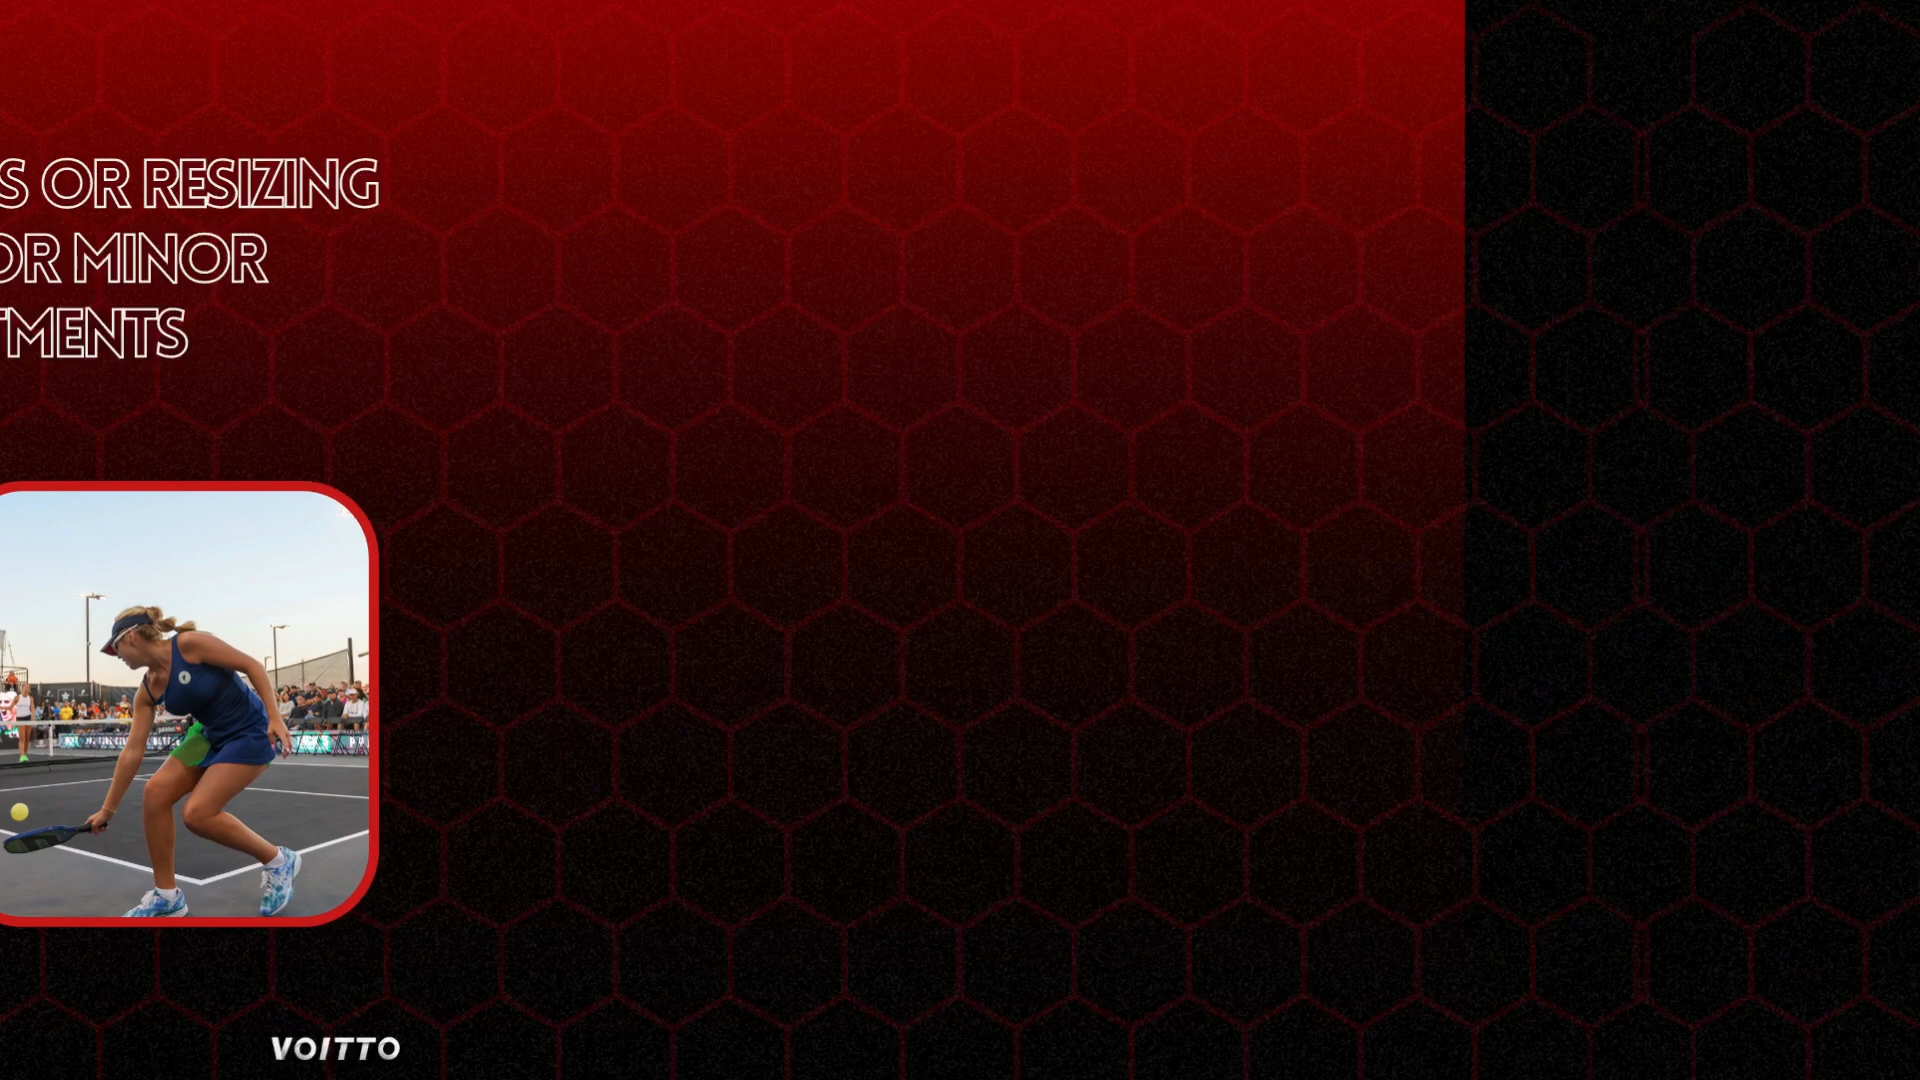 S OR RESIZING
OR MINOR
TMENTS
VOITTO